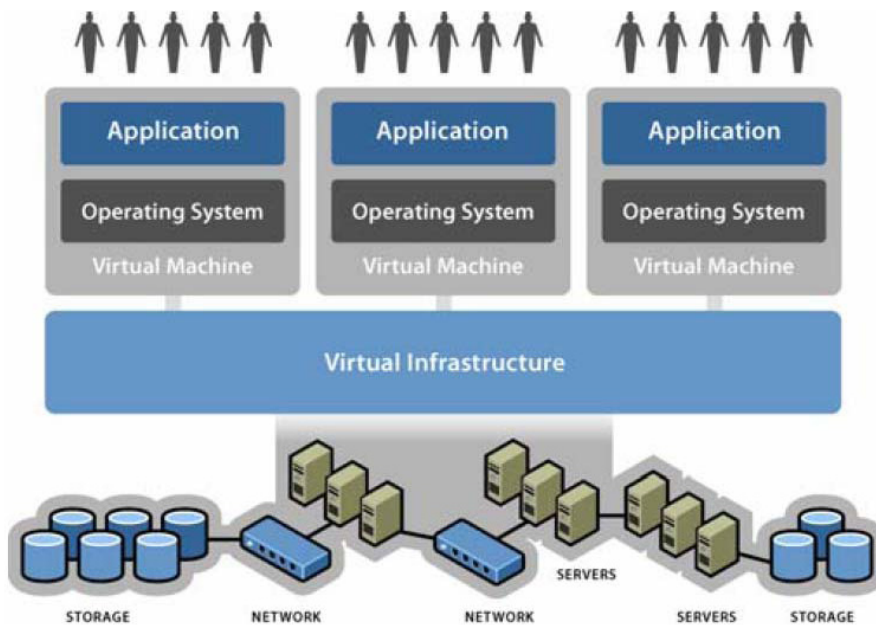 Application
Application
Application
Operating System
Operating System
Operating System
Virtual Machine
Virtual Machine
Virtual Machine
Virtual Infrastructure
SERVERS
STORAGE
NETWORK
NETWORK
SERVERS
STORAGE